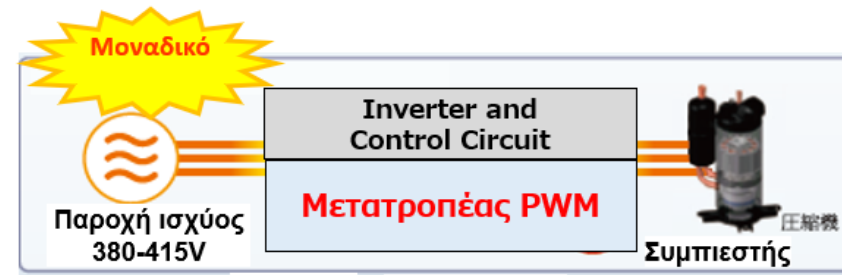 Μοναδικό
Inverter and
Control Circuit
Μετατροπέας PWM
Παροχή ισχύος
380-415V
圧縮機
Συμπιεστής